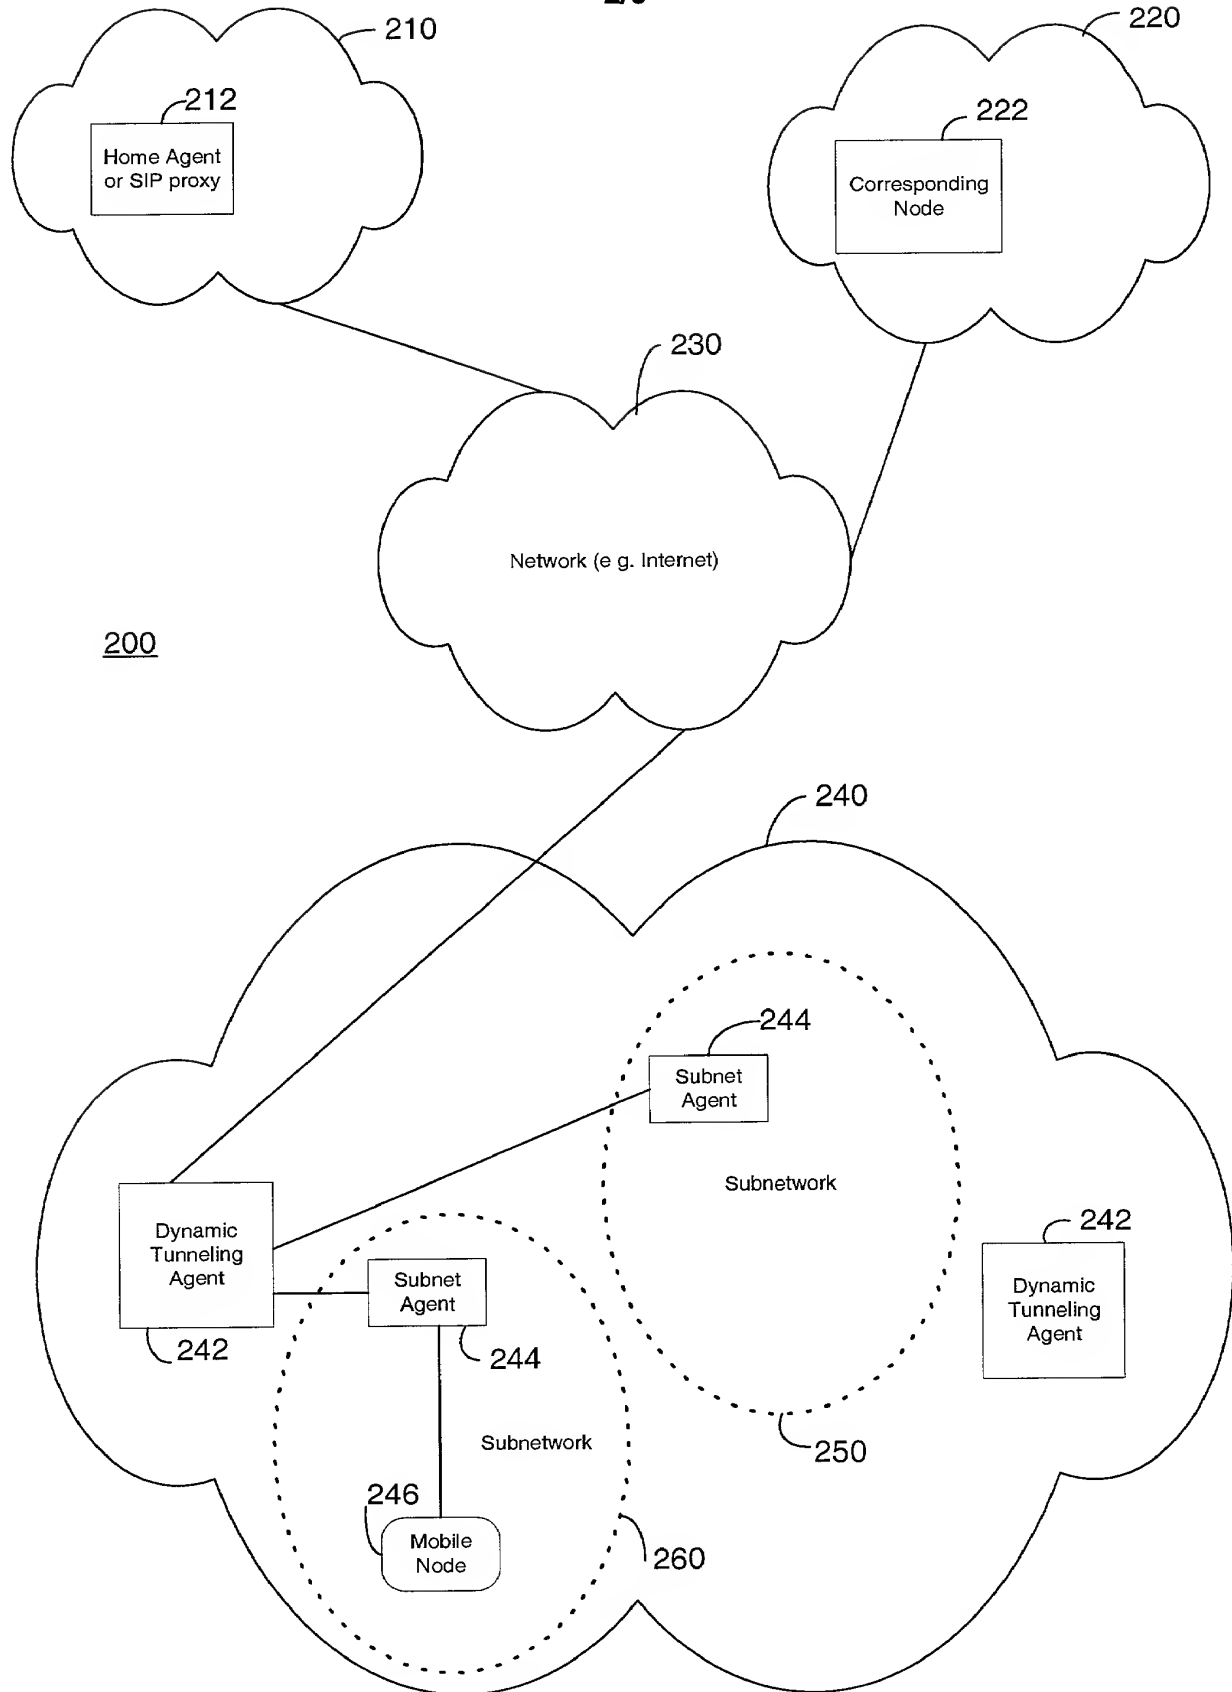 210
220
212
Home Agent
or SIP proxy
222
Corresponding
Node
230
Network (e g. Internet)
200
240
244
Subnet
Agent
Subnetwork
Dynamic
Tunneling
Agent
242
Subnet
Agent
244
242
Dynamic
Tunneling
Agent
Subnetwork
250
246
Mobile
Node
260